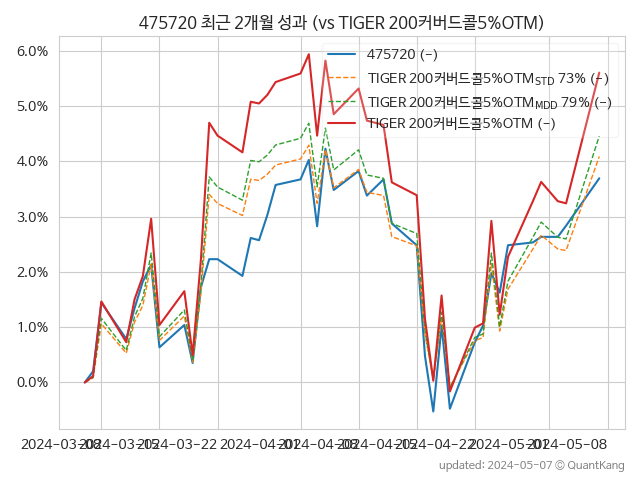 475720 최근 2개월 성과 (vs TIGER 200커버드콜5%OTM)
6.0%
5.0%
4.0%
3.0%
2.0%
1.0%
0.0%
475720 (-)
TIGER 200커버드콜5%OTM_STD 73% (-)
TIGER 200커버드콜5%OTM_MDD 79% (-)
TIGER 200커버드콜5%OTM (-)
2024-03-08 2024-03-15 2024-03-22 2024-04-01 2024-04-08 2024-04-15 2024-04-22 2024-05-01 2024-05-08
updated: 2024-05-07 © QuantKang